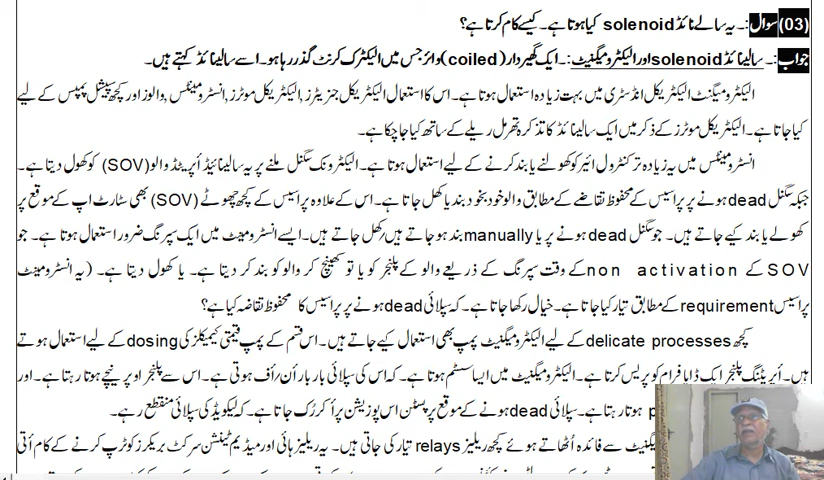 (03) سوال :۔ یہ سالے نائڈ solenoid کیا ہوتا ہے۔ کیسے کام کرتا ہے؟
جواب :۔ سالینائڈ solenoid اور الیکٹرومیگنیٹ :۔ ایک گھیردار (coiled) وائر جس میں الیکٹرک کرنٹ گذر رہا ہو۔ اسے سالینائڈ کہتے ہیں۔
الیکٹرومیگنٹ الیکٹریکل انڈسٹری میں بہت زیادہ استعمال ہوتا ہے۔ اس کا استعمال الیکٹریکل جنریٹرز, الیکٹریکل موٹرز, انسٹرومینٹس, والوز اور کچھ سپیشل پمپس کے لیے
کیا جاتا ہے۔ الیکٹریکل موٹرز کے ذکر میں ایک سالینائڈ کا تذکرہ تھرمل ریلے کے ساتھ کیا جا چکا ہے۔
انسٹرومینٹس میں یہ زیادہ تر کنٹرول ائیر کو کھولنے یا بند کرنے کے لیے استعمال ہوتا ہے۔ الیکٹرونک سگنل ملنے پر یہ سالینائیڈ آپریٹڈ والو (SOV) کو کھول دیتا ہے۔
جبکہ سگنل dead ہونے پر پراسیس کے محفوظ تقاضے کے مطابق والو خود بخود بند یا کھل جاتا ہے۔ اس کے علاوہ پراسیس کے کچھ چھوٹے (SOV) بھی سٹارٹ اپ کے موقع پر
کھولے یا بند کیے جاتے ہیں۔ جو سگنل dead ہونے پر یا manually بند ہو جاتے ہیں/کھل جاتے ہیں۔ ایسے انسٹرومینٹ میں ایک سپرنگ ضرور استعمال ہوتا ہے۔ جو
SOV کے non activation کے وقت سپرنگ کے ذریعے والو کے پلنجر کو یا تو کھینچ کر والو کو بند کر دیتا ہے۔ یا کھول دیتا ہے۔ (یہ انسٹرومینٹ
پراسیس requirement کے مطابق تیار کیا جاتا ہے۔ خیال رکھا جاتا ہے۔ کہ سپلائی dead ہونے پر پراسیس کا محفوظ تقاضہ کیا ہے؟
کچھ delicate processes کے لیے الیکٹرومیگنیٹ پمپ بھی استعمال کیے جاتے ہیں۔ اس قسم کے پمپ قیمتی کیمیکلز کی dosing کے لیے استعمال ہوتے
ہیں۔ آپریٹنگ پلنجر ایک ڈایا فرام کو پریس کرتا ہے۔ الیکٹرومیگنیٹ میں ایسا سسٹم ہوتا ہے۔ کہ اس کی سپلائی بار بار آن/آف ہوتی ہے۔ اس سے پلنجر اوپر نیچے ہوتا رہتا ہے۔ اور
ہوتا رہتا ہے۔ سپلائی dead ہونے کے موقع پر پسٹن اس پوزیشن پر آ کر رک جاتا ہے۔ کہ لیکویڈ کی سپلائی منقطع رہے۔
میگنیٹ سے فائدہ اٹھاتے ہوئے کچھ ریلیز relays تیار کی جاتی ہیں۔ یہ ریلیز ہائی اور میڈیم ٹینشن سرکٹ بریکرز کو ٹرپ کرنے کے کام آتی